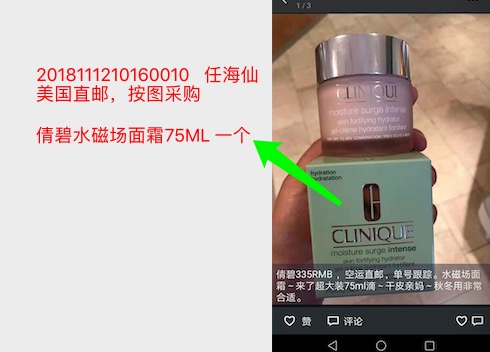 2018111210160010 任海仙
美国直邮，按图采购
倩碧水磁场面霜75ML 一个
1 / 3
CLINIQUE
moisture surge intense
skin fortifying hydrator
gel-crème hydratant fortifiant
hydration
hydratation
CLINIQUE
moisture surge intense
skin fortifying hydrator
倩碧335RMB ，空运直邮，单号跟踪。水磁场面
霜～来了超大装75ml滴～干皮亲妈～秋冬用非常
合适。
赞 评论